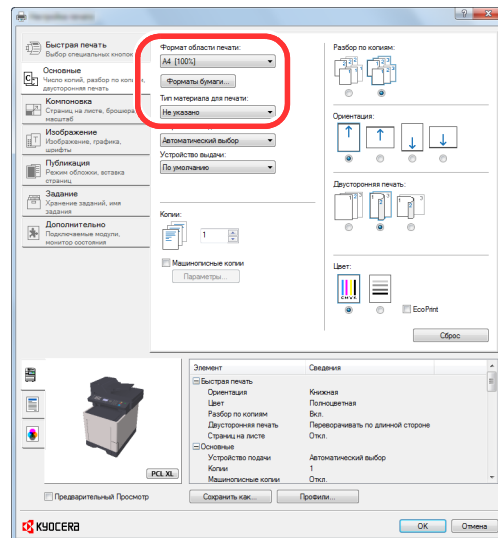 Быстрая печать
Выбор специальных кнопок
Основные
Число копий, разбор по копиям,
двусторонняя печать
Компоновка
Страниц на листе, брошюра,
масштаб
Изображение
Изображение, графика,
шрифты
Публикация
Режим обложки, вставка
страниц
Задание
Хранение заданий, имя
задания
Дополнительно
Подключаемые модули,
монитор состояния
Формат области печати:
A4 [100%]
Форматы бумаги...
Тип материала для печати:
Не указано
Автоматический выбор
Устройство выдачи:
По умолчанию
Копии:
1
Машинописные копии
Параметры...
Разбор по копиям:
Ориентация:
Двусторонняя печать:
Цвет:
CMYK
EcoPrint
Сброс
PCL XL
Предварительный Просмотр
Элемент Сведения
Быстрая печать
Ориентация Книжная
Цвет Полноцветная
Разбор по копиям Вкл.
Двусторонняя печать Переворачивать по длинной стороне
Страниц на листе Откл.
Основные
Устройство подачи Автоматический выбор
Копии 1
Машинописные копии Откл.
Сохранить как... Профили...
KYOCERA
OK Отмена